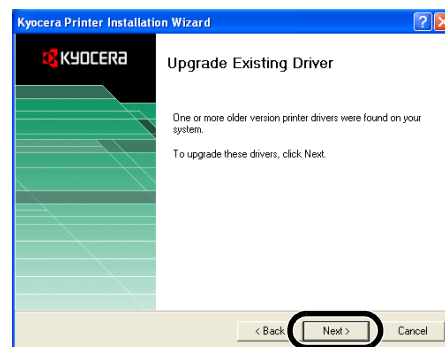 Kyocera Printer Installation Wizard
KYOCERA
Upgrade Existing Driver
One or more older version printer drivers were found on your
system.
To upgrade these drivers, click Next.
< Back
Next >
Cancel